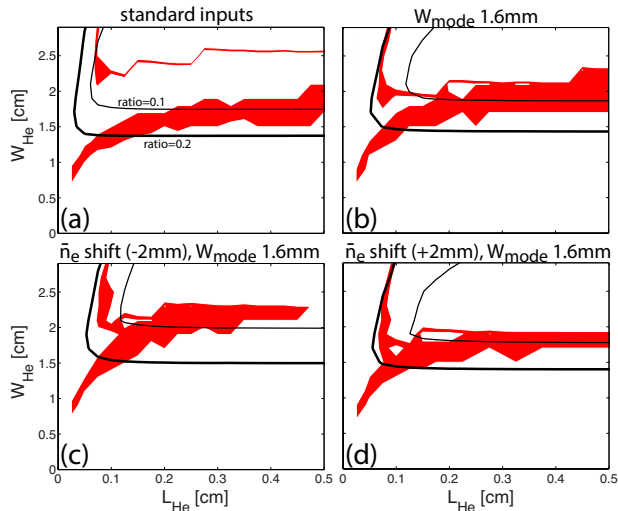 standard inputs
W_mode 1.6mm
2.5
2
1.5
1
0.5
0
W_He [cm]
ratio=0.1
ratio=0.2
(a)
(b)
n̄_e shift (-2mm), W_mode 1.6mm
n̄_e shift (+2mm), W_mode 1.6mm
2.5
2
1.5
1
0.5
0
W_He [cm]
(c)
(d)
0 0.1 0.2 0.3 0.4 0.5
0 0.1 0.2 0.3 0.4 0.5
L_He [cm]
L_He [cm]